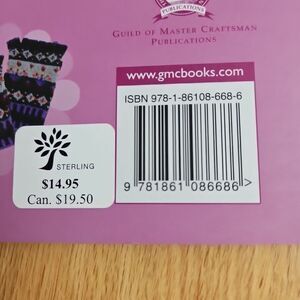 PUBLICATIONS
GUILD OF MASTER CRAFTSMAN
PUBLICATIONS
www.gmcbooks.com
ISBN 978-1-86108-668-6
9 781861 086686 >
STERLING
$14.95
Can. $19.50